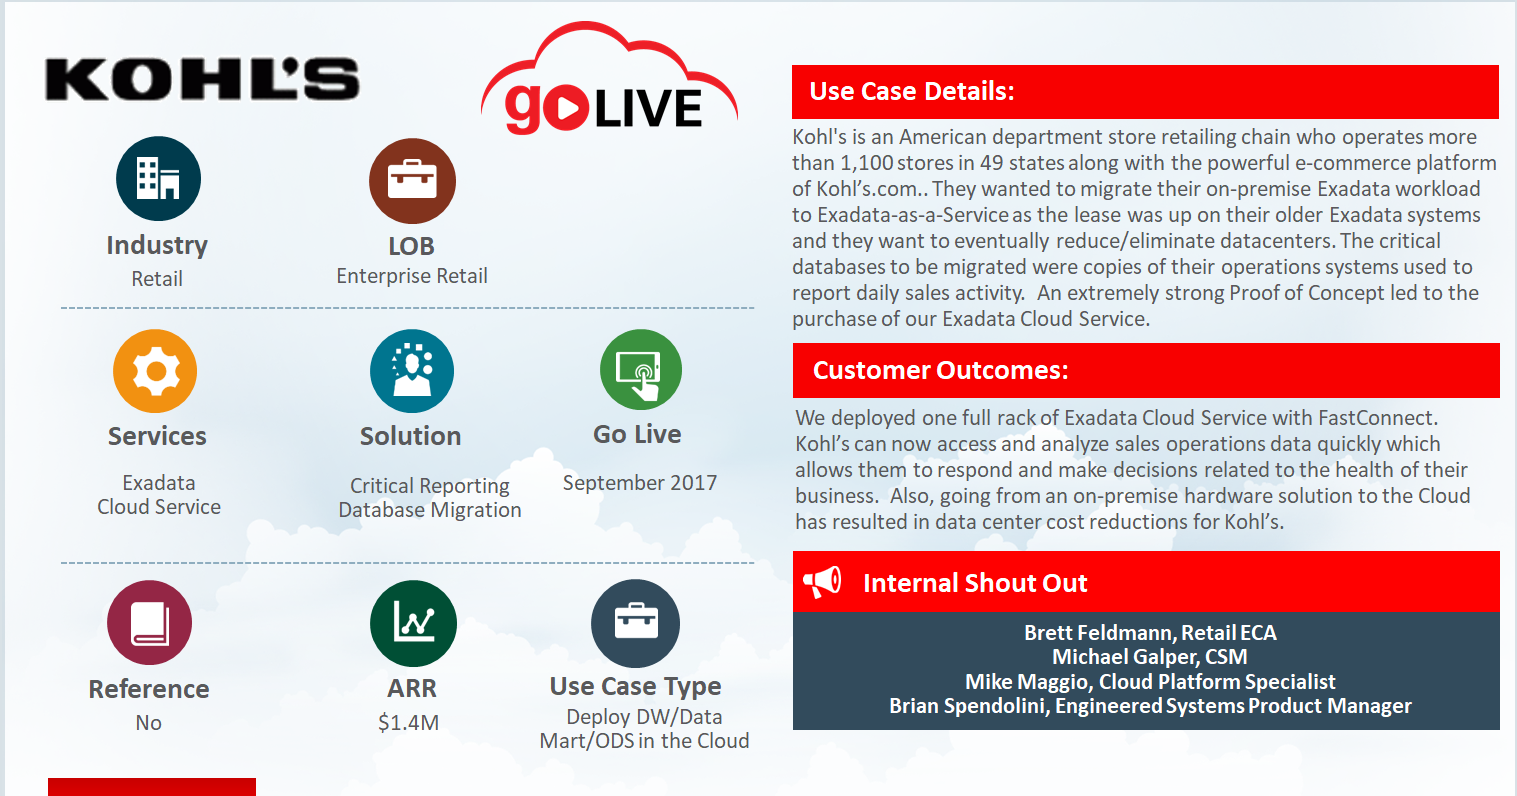 KOHL'S
go LIVE
Industry
Retail
LOB
Enterprise Retail
Services
Exadata
Cloud Service
Solution
Critical Reporting
Database Migration
Go Live
September 2017
Reference
No
ARR
$1.4M
Use Case Type
Deploy DW/Data
Mart/ODS in the Cloud
Use Case Details:
Kohl's is an American department store retailing chain who operates more
than 1,100 stores in 49 states along with the powerful e-commerce platform
of Kohl’s.com.. They wanted to migrate their on-premise Exadata workload
to Exadata-as-a-Service as the lease was up on their older Exadata systems
and they want to eventually reduce/eliminate datacenters. The critical
databases to be migrated were copies of their operations systems used to
report daily sales activity.  An extremely strong Proof of Concept led to the
purchase of our Exadata Cloud Service.
Customer Outcomes:
We deployed one full rack of Exadata Cloud Service with FastConnect.
Kohl’s can now access and analyze sales operations data quickly which
allows them to respond and make decisions related to the health of their
business.  Also, going from an on-premise hardware solution to the Cloud
has resulted in data center cost reductions for Kohl’s.
Internal Shout Out
Brett Feldmann, Retail ECA
Michael Galper, CSM
Mike Maggio, Cloud Platform Specialist
Brian Spendolini, Engineered Systems Product Manager